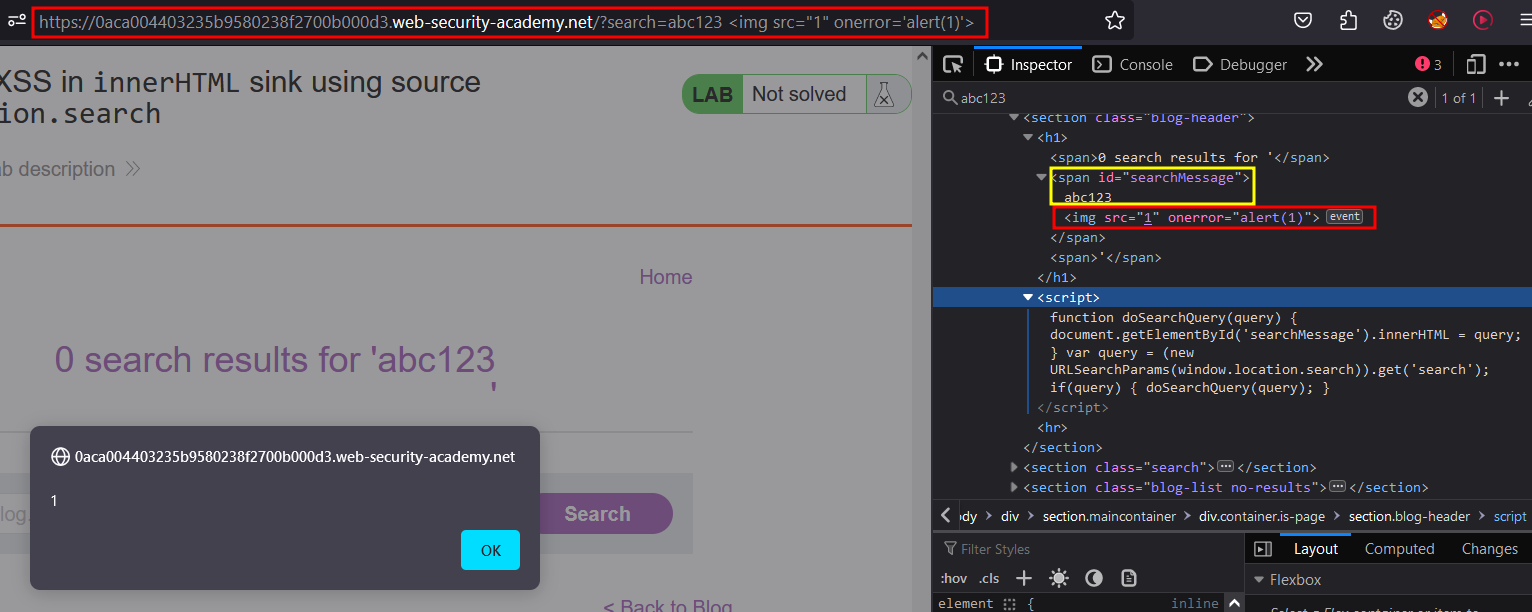 https://0aca004403235b9580238f2700b000d3.web-security-academy.net/?search=abc123 <img src="1" onerror='alert(1)'>
XSS in innerHTML sink using source
ion.search
LAB Not solved
ab description
Home
0 search results for 'abc123
'
0aca004403235b9580238f2700b000d3.web-security-academy.net
1
OK
log.
Search
< Back to Blog
Inspector Console Debugger 3
abc123 1 of 1
<section class="blog-header">
<h1>
<span>0 search results for '</span>
<span id="searchMessage">
abc123
<img src="1" onerror="alert(1)"> event
</span>
<span>'</span>
</h1>
<script>
function doSearchQuery(query) {
document.getElementById('searchMessage').innerHTML = query;
} var query = (new
URLSearchParams(window.location.search)).get('search');
if(query) { doSearchQuery(query); }
</script>
<hr>
</section>
<section class="search"></section>
<section class="blog-list no-results"></section>
ody div section.maincontainer div.container.is-page section.blog-header script
Filter Styles
:hov .cls
element { inline
Layout Computed Changes
Flexbox
Select a Flex container or item to